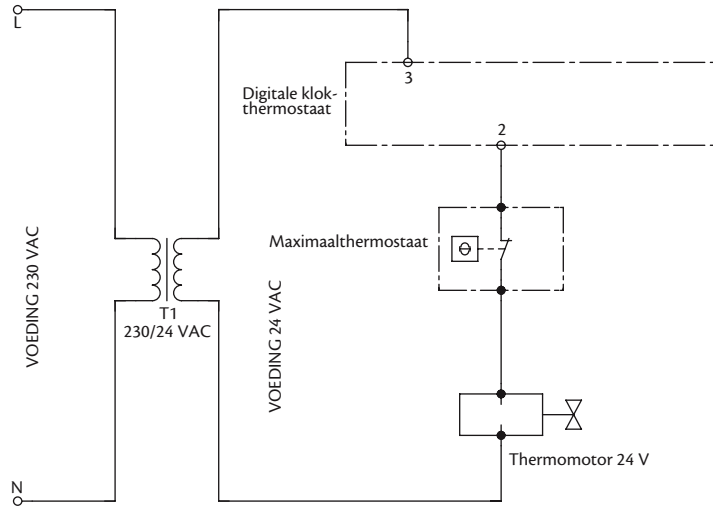 L
3
Digitale klok-
thermostaat
2
Maximaalthermostaat
VOEDING 230 VAC
T1
230/24 VAC
VOEDING 24 VAC
Thermomotor 24 V
N